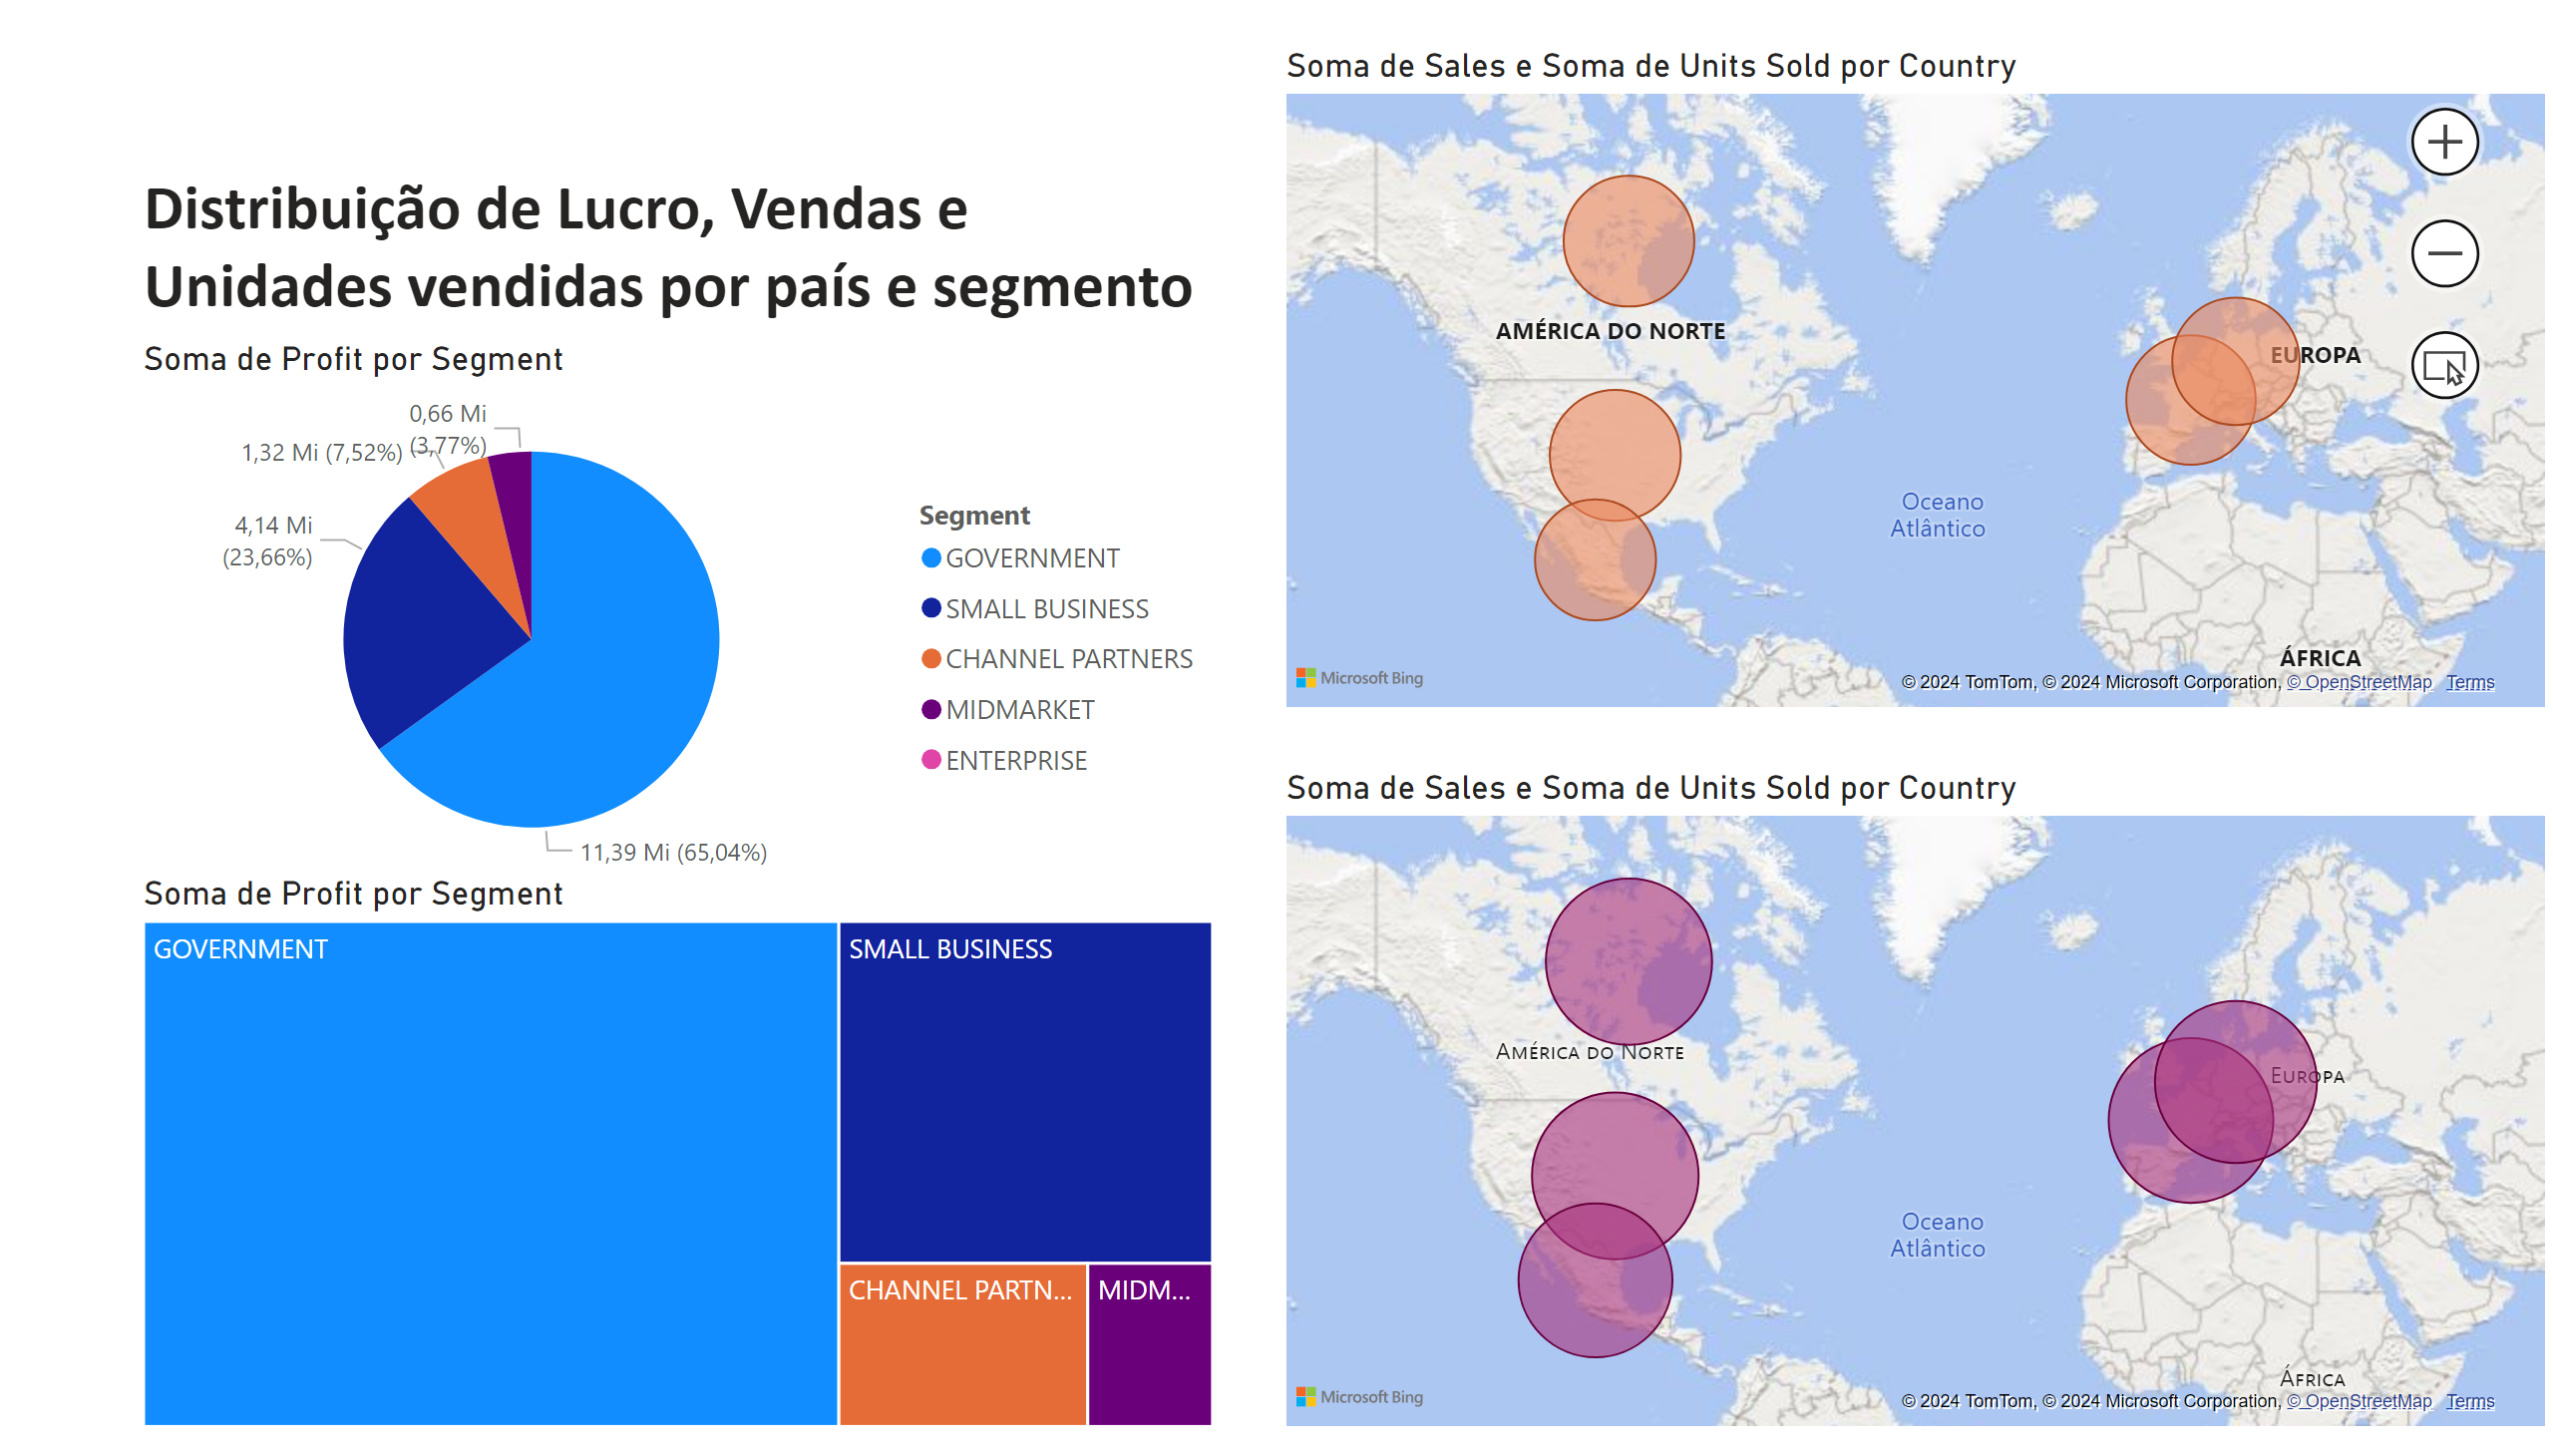 Distribuição de Lucro, Vendas e
Unidades vendidas por país e segmento
Soma de Profit por Segment
0,66 Mi
(3,77%)
1,32 Mi (7,52%)
4,14 Mi
(23,66%)
11,39 Mi (65,04%)
Segment
GOVERNMENT
SMALL BUSINESS
CHANNEL PARTNERS
MIDMARKET
ENTERPRISE
Soma de Profit por Segment
GOVERNMENT
SMALL BUSINESS
CHANNEL PARTN...
MIDM...
Soma de Sales e Soma de Units Sold por Country
AMÉRICA DO NORTE
EUROPA
Oceano
Atlântico
ÁFRICA
Microsoft Bing
© 2024 TomTom, © 2024 Microsoft Corporation, © OpenStreetMap Terms
Soma de Sales e Soma de Units Sold por Country
AMÉRICA DO NORTE
EUROPA
Oceano
Atlântico
ÁFRICA
Microsoft Bing
© 2024 TomTom, © 2024 Microsoft Corporation, © OpenStreetMap Terms